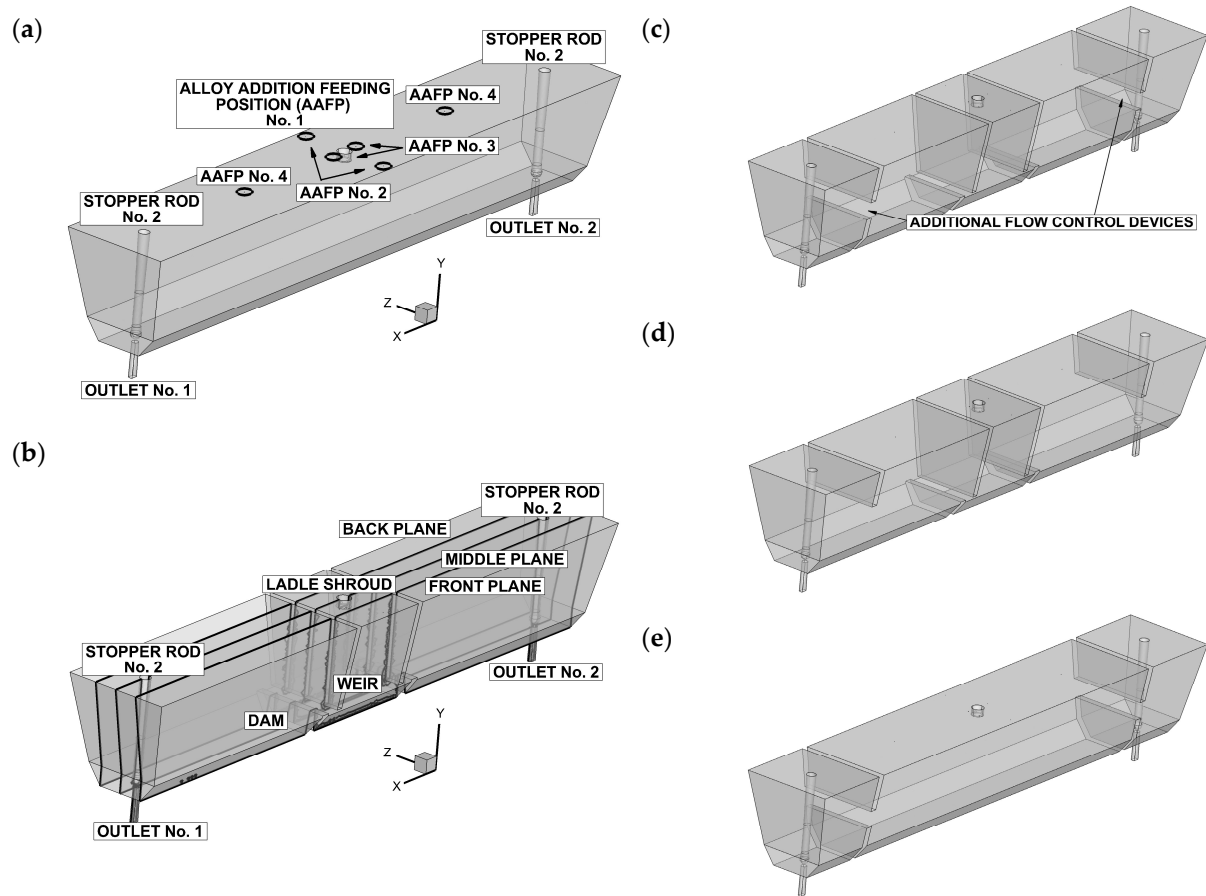 (a)
STOPPER ROD
No. 2
ALLOY ADDITION FEEDING
POSITION (AAFP)
No. 1
AAFP No. 4
AAFP No. 3
AAFP No. 4
AAFP No. 2
STOPPER ROD
No. 2
OUTLET No. 2
Y
Z
X
OUTLET No. 1
(b)
STOPPER ROD
No. 2
BACK PLANE
MIDDLE PLANE
LADLE SHROUD
FRONT PLANE
STOPPER ROD
No. 2
OUTLET No. 2
WEIR
DAM
Y
Z
X
OUTLET No. 1
(c)
ADDITIONAL FLOW CONTROL DEVICES
(d)
(e)